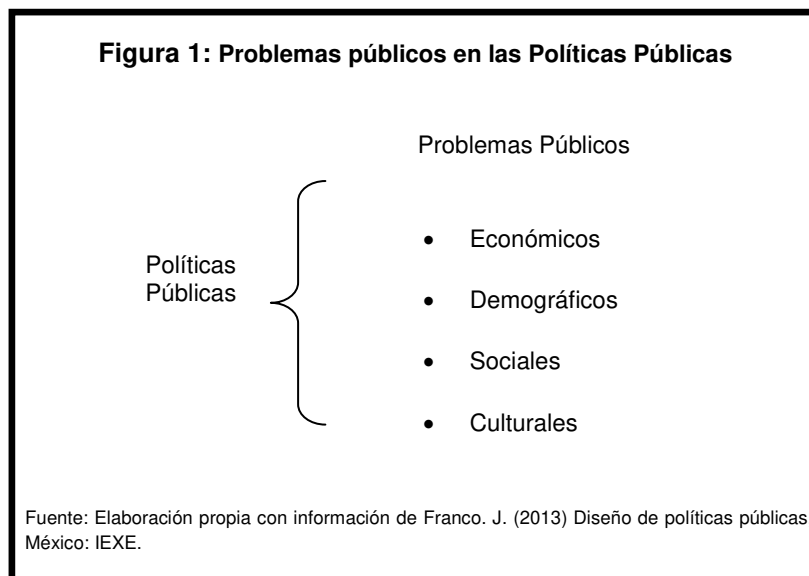 Figura 1: Problemas públicos en las Políticas Públicas
Problemas Públicos
Políticas
Públicas
• Económicos
• Demográficos
• Sociales
• Culturales
Fuente: Elaboración propia con información de Franco. J. (2013) Diseño de políticas públicas
México: IEXE.